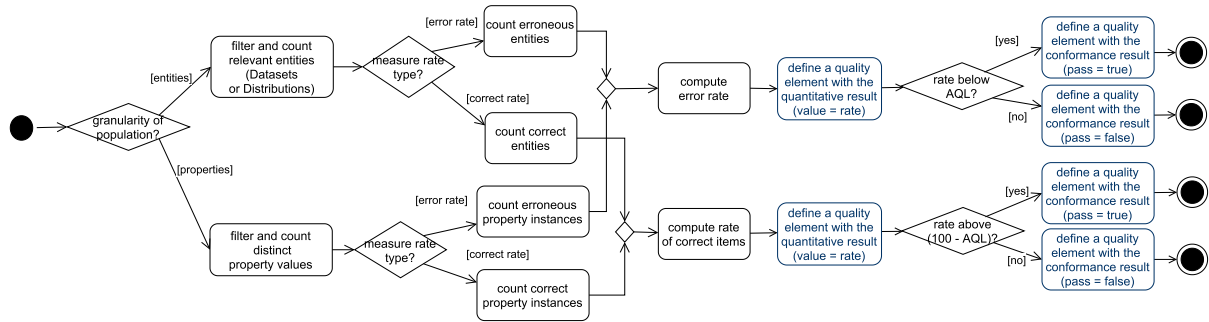 granularity of
population?
[entities]
[properties]
filter and count
relevant entities
(Datasets
or Distributions)
measure rate
type?
[error rate]
[correct rate]
count erroneous
entities
count correct
entities
filter and count
distinct
property values
measure rate
type?
[error rate]
[correct rate]
count erroneous
property instances
count correct
property instances
compute
error rate
define a quality
element with the
quantitative result
(value = rate)
rate below
AQL?
[yes]
[no]
define a quality
element with the
conformance result
(pass = true)
define a quality
element with the
conformance result
(pass = false)
compute rate
of correct items
define a quality
element with the
quantitative result
(value = rate)
rate above
(100 - AQL)?
[yes]
[no]
define a quality
element with the
conformance result
(pass = true)
define a quality
element with the
conformance result
(pass = false)